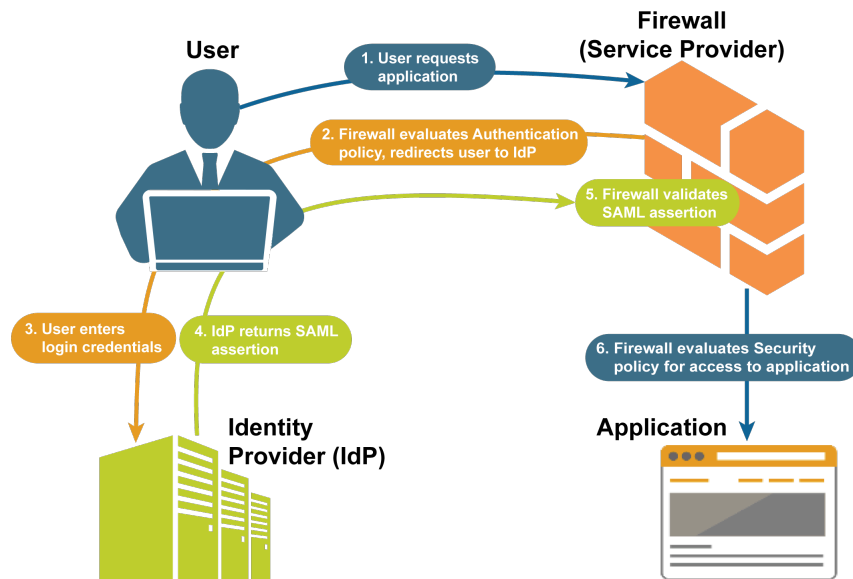 User
Firewall
(Service Provider)
1. User requests
application
2. Firewall evaluates Authentication
policy, redirects user to IdP
5. Firewall validates
SAML assertion
3. User enters
login credentials
4. IdP returns SAML
assertion
6. Firewall evaluates Security
policy for access to application
Identity
Provider (IdP)
Application